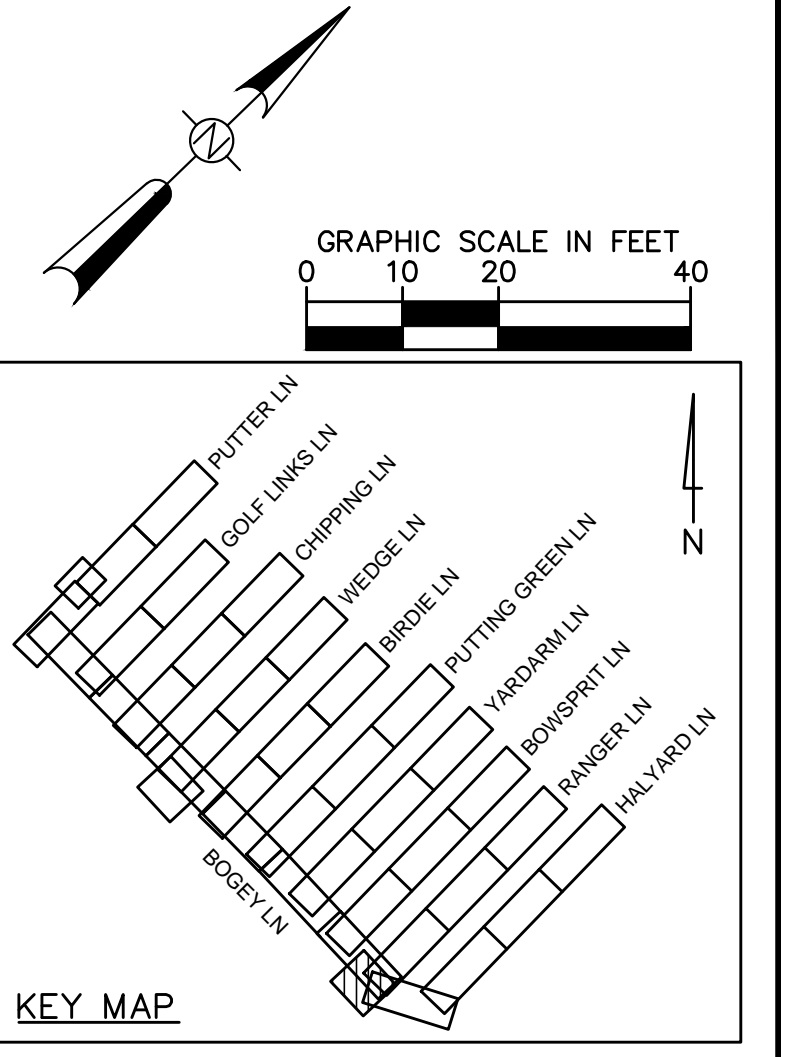 N
GRAPHIC SCALE IN FEET
0 10 20 40
PUTTER LN
GOLF LINKS LN
CHIPPING LN
WEDGE LN
BIRDIE LN
PUTTING GREEN LN
YARDARM LN
BOWSPRIT LN
RANGER LN
HALYARD LN
N
BOGEY LN
KEY MAP